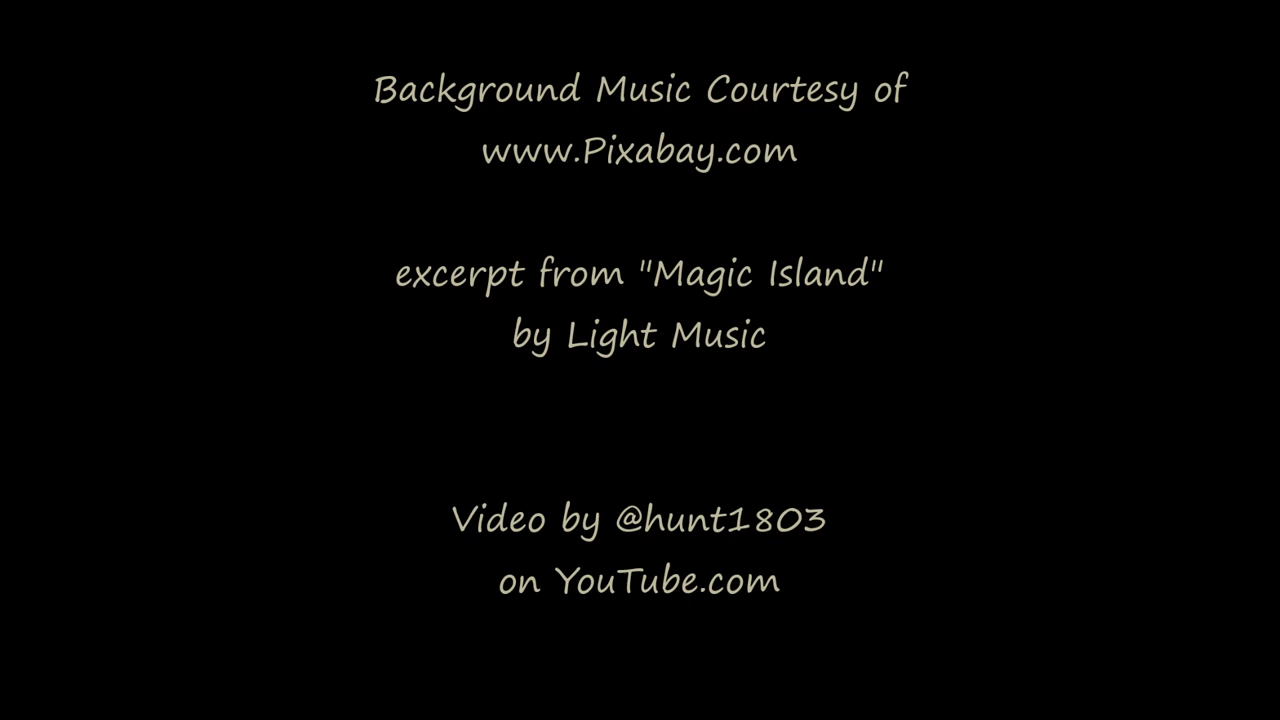 Background Music Courtesy of
www.Pixabay.com
excerpt from "Magic Island"
by Light Music
Video by @hunt1803
on YouTube.com